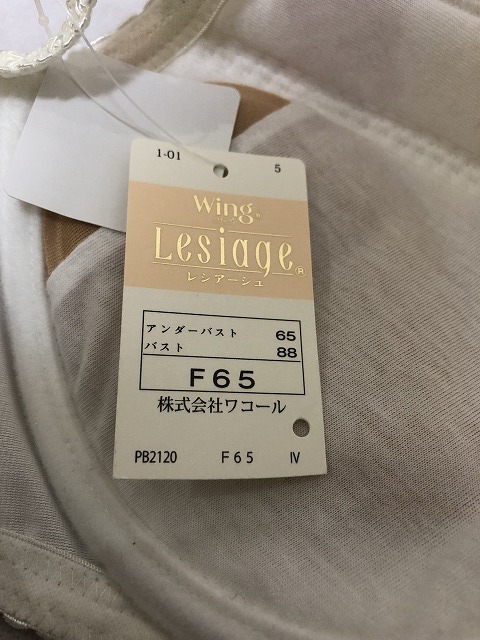 1-01 5
Wing®
Lesiage®
レシアージュ
アンダーバスト 65
バスト 88
F65
株式会社ワコール
PB2120 F65 IV